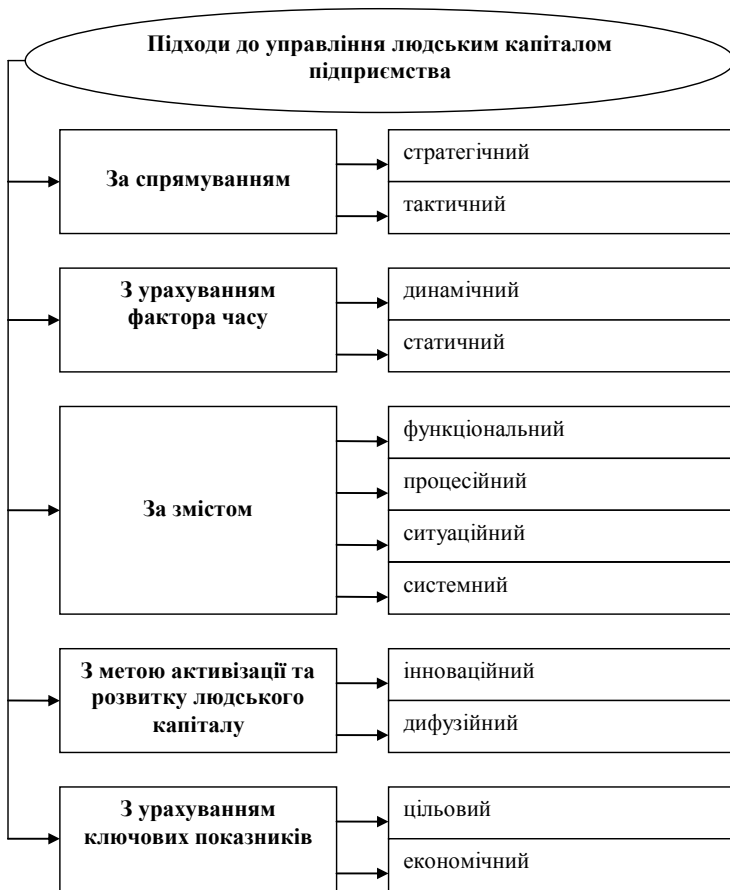 Підходи до управління людським капіталом
підприємства
За спрямуванням
стратегічний
тактичний
З урахуванням
фактора часу
динамічний
статичний
За змістом
функціональний
процесійний
ситуаційний
системний
З метою активізації та
розвитку людського
капіталу
інноваційний
дифузійний
З урахуванням
ключових показників
цільовий
економічний